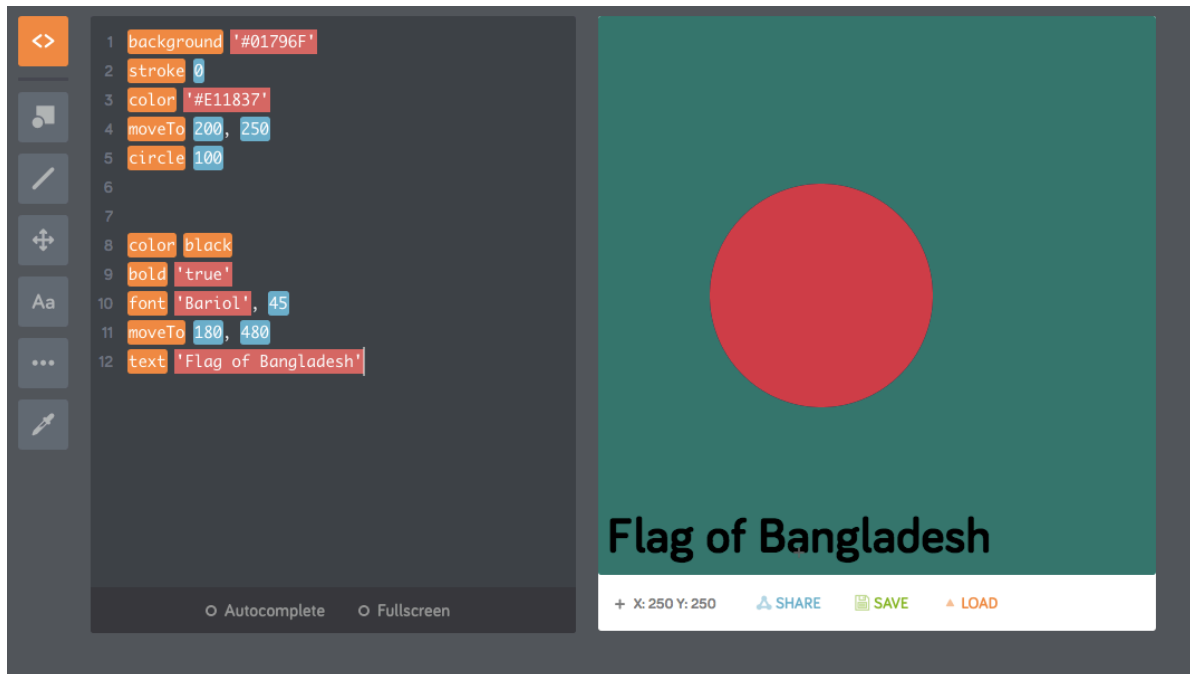 <>
1 background '#01796F'
2 stroke 0
3 color '#E11837'
4 moveTo 200, 250
5 circle 100
6
7
8 color black
9 bold 'true'
10 font 'Bariol', 45
11 moveTo 180, 480
12 text 'Flag of Bangladesh'
Aa
Autocomplete Fullscreen
Flag of Bangladesh
+ X: 250 Y: 250 SHARE SAVE LOAD